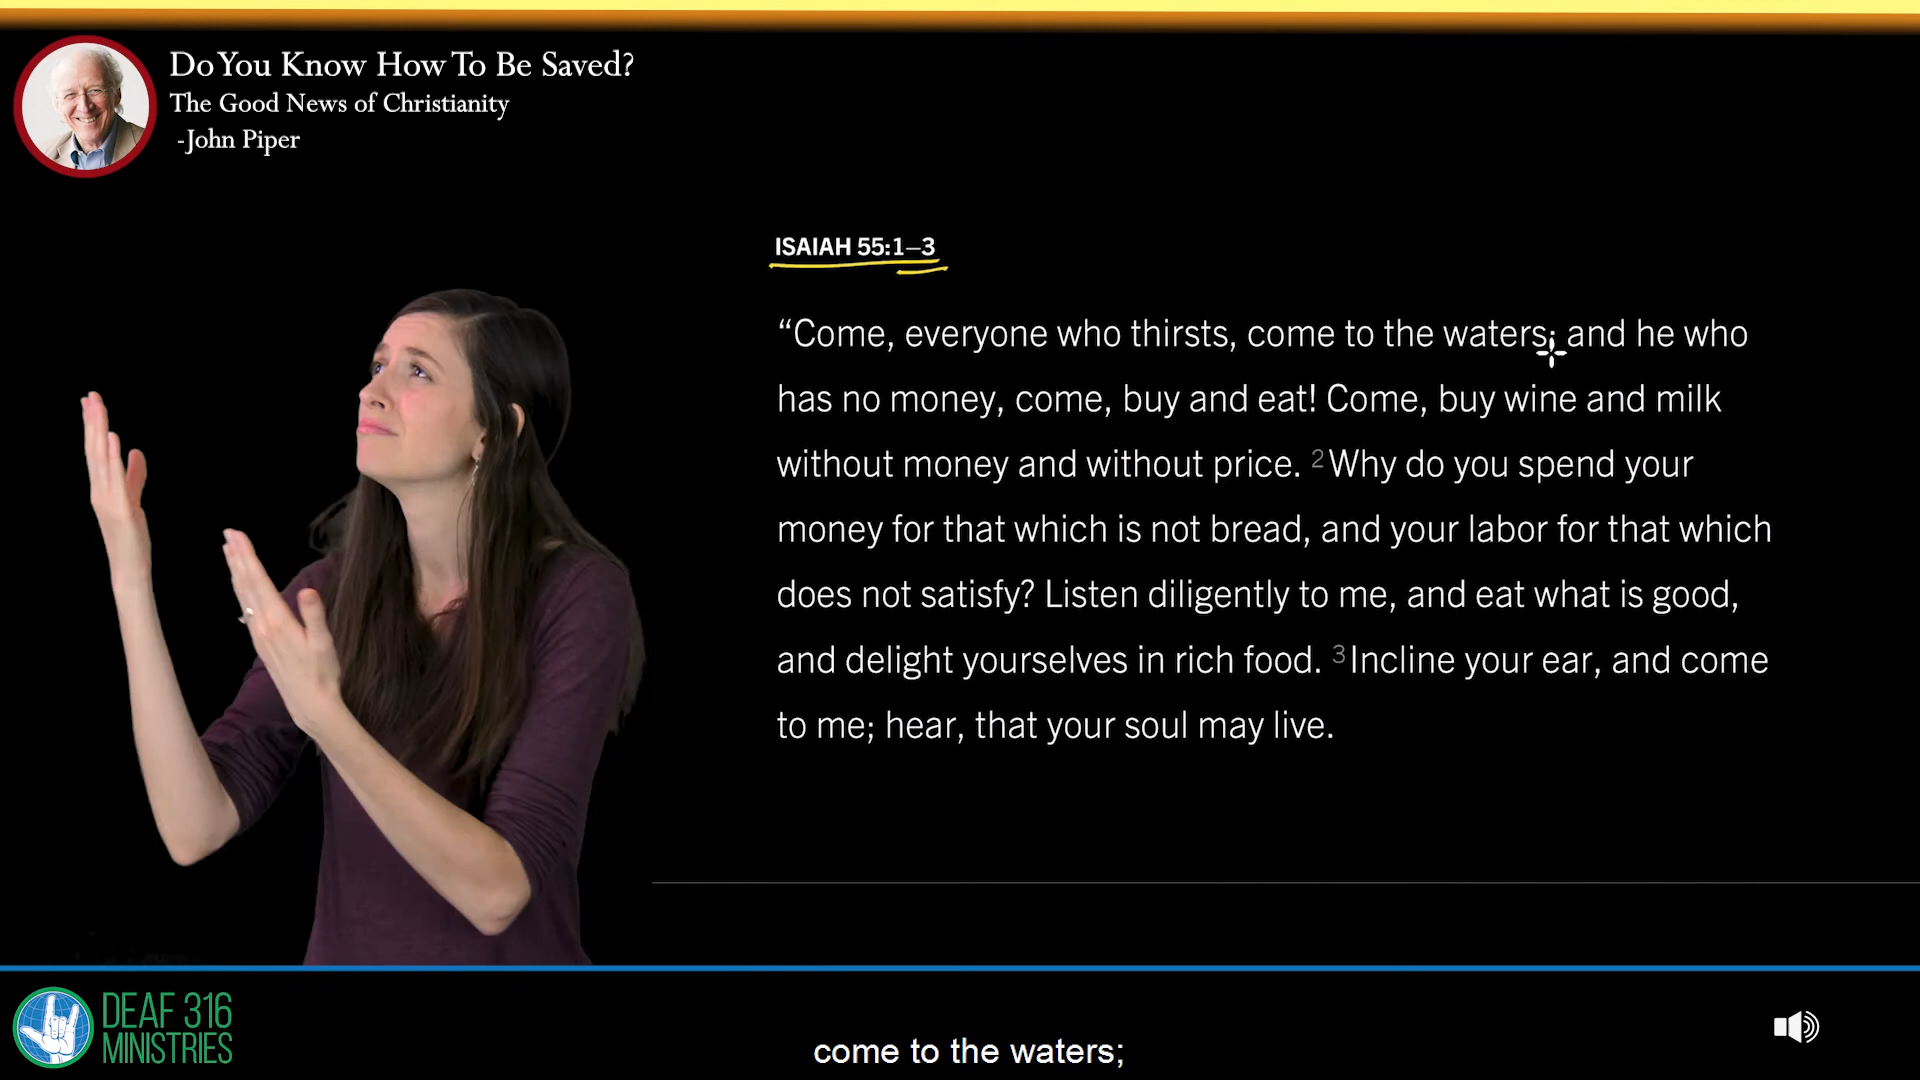 Do You Know How To Be Saved?
The Good News of Christianity
-John Piper
ISAIAH 55:1–3
“Come, everyone who thirsts, come to the waters; and he who
has no money, come, buy and eat! Come, buy wine and milk
without money and without price. 2 Why do you spend your
money for that which is not bread, and your labor for that which
does not satisfy? Listen diligently to me, and eat what is good,
and delight yourselves in rich food. 3 Incline your ear, and come
to me; hear, that your soul may live.
DEAF 316
MINISTRIES
come to the waters;